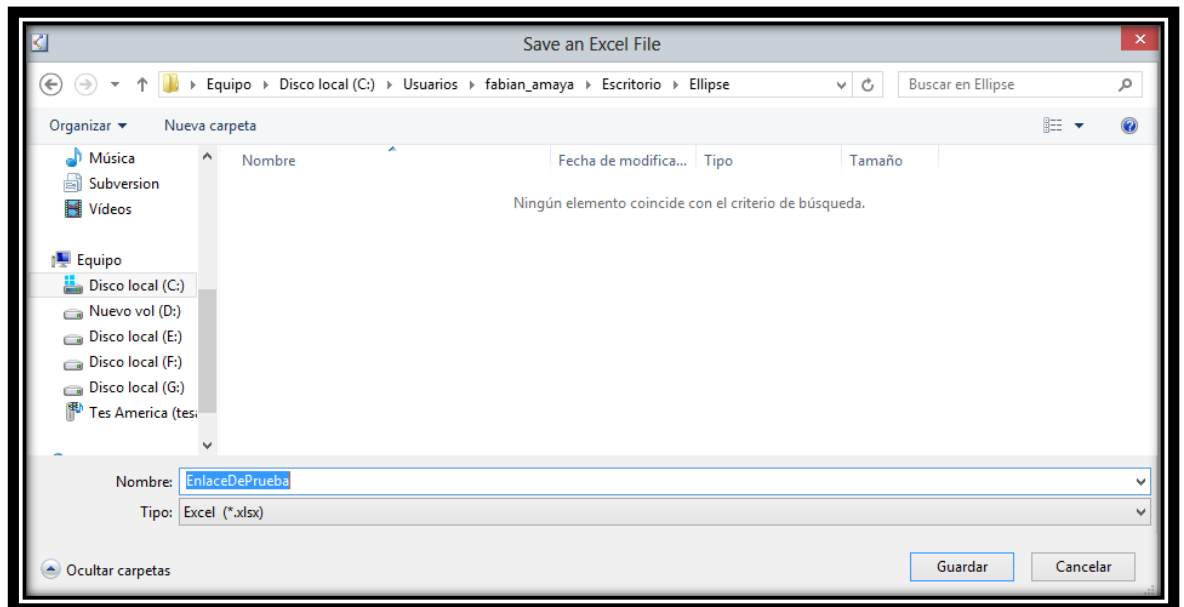 Save an Excel File
Equipo Disco local (C:) Usuarios fabian_amaya Escritorio Ellipse
Buscar en Ellipse
Organizar Nueva carpeta
Música
Subversion
Vídeos
Equipo
Disco local (C:)
Nuevo vol (D:)
Disco local (E:)
Disco local (F:)
Disco local (G:)
Tes America (tesa
Nombre Fecha de modifica... Tipo Tamaño
Ningún elemento coincide con el criterio de búsqueda.
Nombre: EnlaceDePrueba
Tipo: Excel (*.xlsx)
Ocultar carpetas
Guardar Cancelar